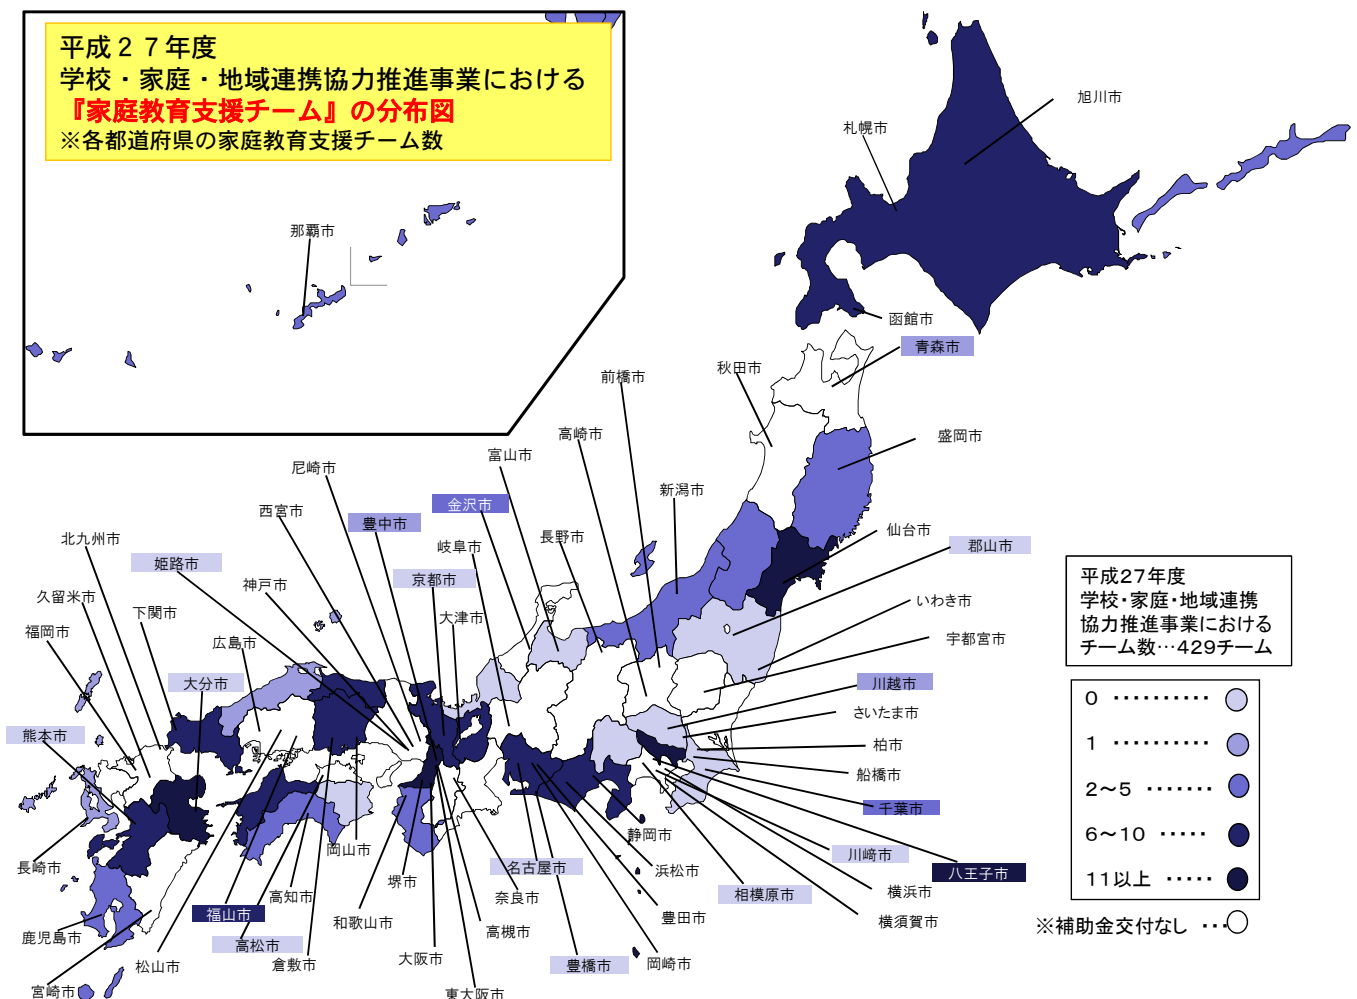 平成２７年度
学校・家庭・地域連携協力推進事業における
『家庭教育支援チーム』の分布図
※各都道府県の家庭教育支援チーム数
那覇市
旭川市
札幌市
函館市
青森市
秋田市
前橋市
高崎市
盛岡市
富山市
尼崎市
新潟市
金沢市
西宮市
豊中市
仙台市
長野市
北九州市
岐阜市
郡山市
姫路市
京都市
神戸市
久留米市
いわき市
下関市
大津市
福岡市
広島市
宇都宮市
大分市
川越市
さいたま市
熊本市
柏市
船橋市
千葉市
静岡市
岡山市
川崎市
長崎市
名古屋市
浜松市
八王子市
堺市
高知市
奈良市
相模原市
横浜市
福山市
和歌山市
豊田市
横須賀市
鹿児島市
高松市
高槻市
大阪市
松山市
倉敷市
豊橋市
岡崎市
宮崎市
東大阪市
平成27年度
学校・家庭・地域連携
協力推進事業における
チーム数…429チーム
0 ··········
1 ·········
2～5 ·······
6～10 ·····
11以上 ·····
※補助金交付なし ···